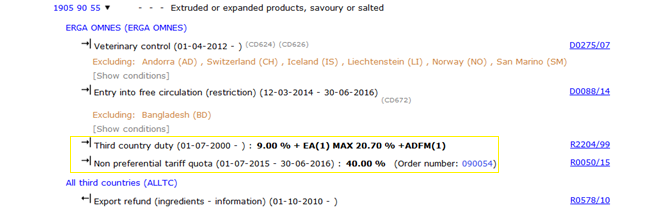 1905 90 55 ▼ - - - Extruded or expanded products, savoury or salted
ERGA OMNES (ERGA OMNES)
Veterinary control (01-04-2012 - ) (CD624) (CD626) D0275/07
Excluding: Andorra (AD) , Switzerland (CH) , Iceland (IS) , Liechtenstein (LI) , Norway (NO) , San Marino (SM)
[Show conditions]
Entry into free circulation (restriction) (12-03-2014 - 30-06-2016) (CD672) D0088/14
Excluding: Bangladesh (BD)
[Show conditions]
Third country duty (01-07-2000 - ) : 9.00 % + EA(1) MAX 20.70 % +ADFM(1) R2204/99
Non preferential tariff quota (01-07-2015 - 30-06-2016) : 40.00 % (Order number: 090054) R0050/15
All third countries (ALLTC)
Export refund (ingredients - information) (01-10-2010 - ) R0578/10